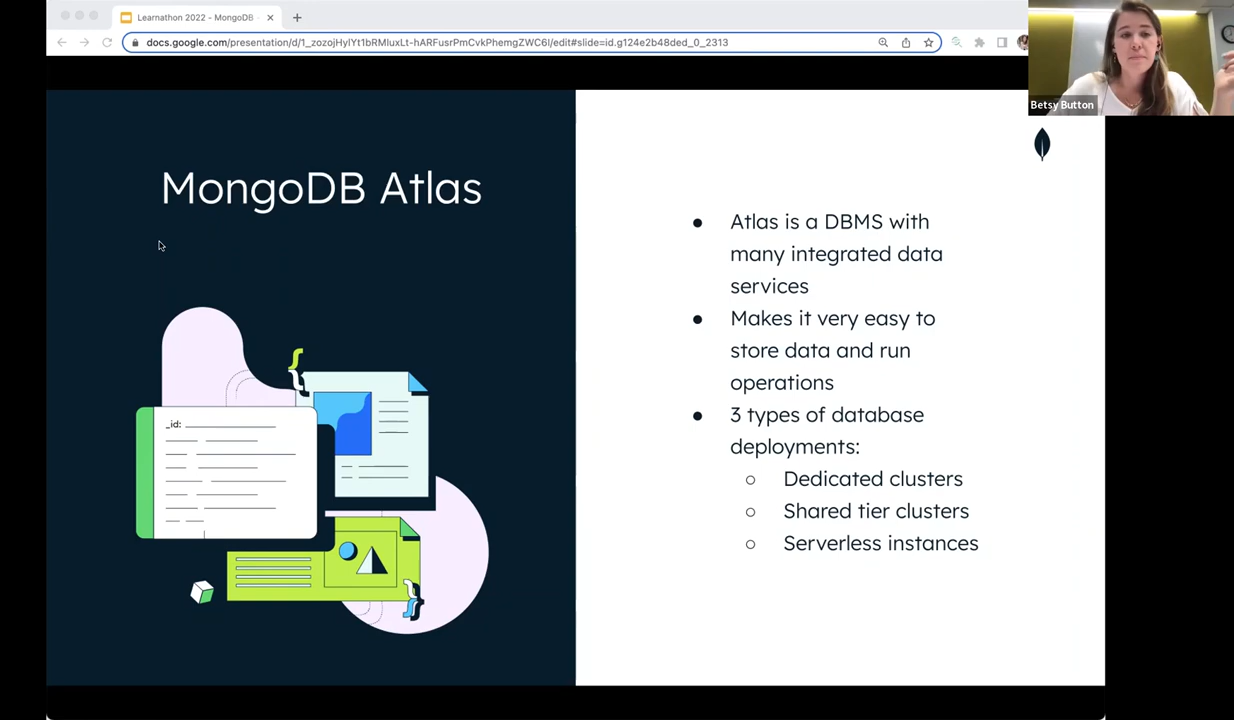 Learnathon 2022 - MongoDB
docs.google.com/presentation/d/1_zozojHylYt1bRMluxLt-hARFusrPmCvkPhemgZWC6I/edit#slide=id.g124e2b48ded_0_2313
Betsy Button
MongoDB Atlas
_id:
● Atlas is a DBMS with
many integrated data
services
● Makes it very easy to
store data and run
operations
● 3 types of database
deployments:
○ Dedicated clusters
○ Shared tier clusters
○ Serverless instances